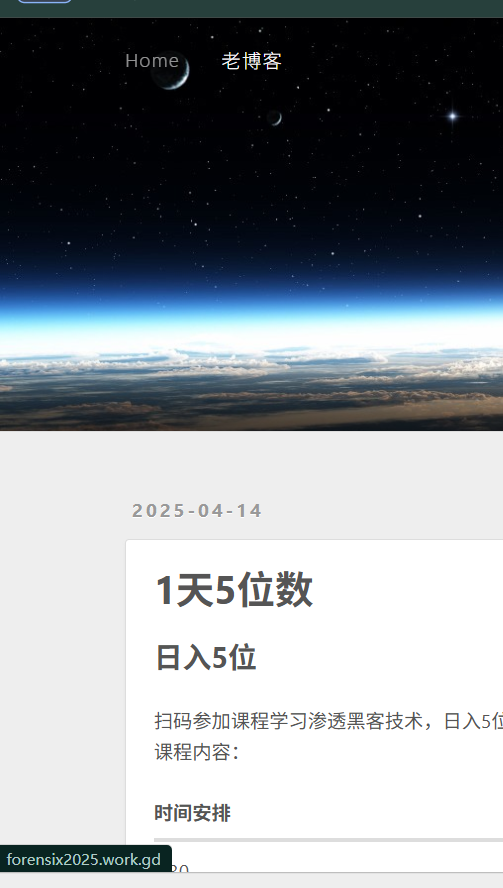 Home 老博客
2025-04-14
1天5位数
日入5位
扫码参加课程学习渗透黑客技术，日入5位
课程内容：
时间安排
forensix2025.work.gd